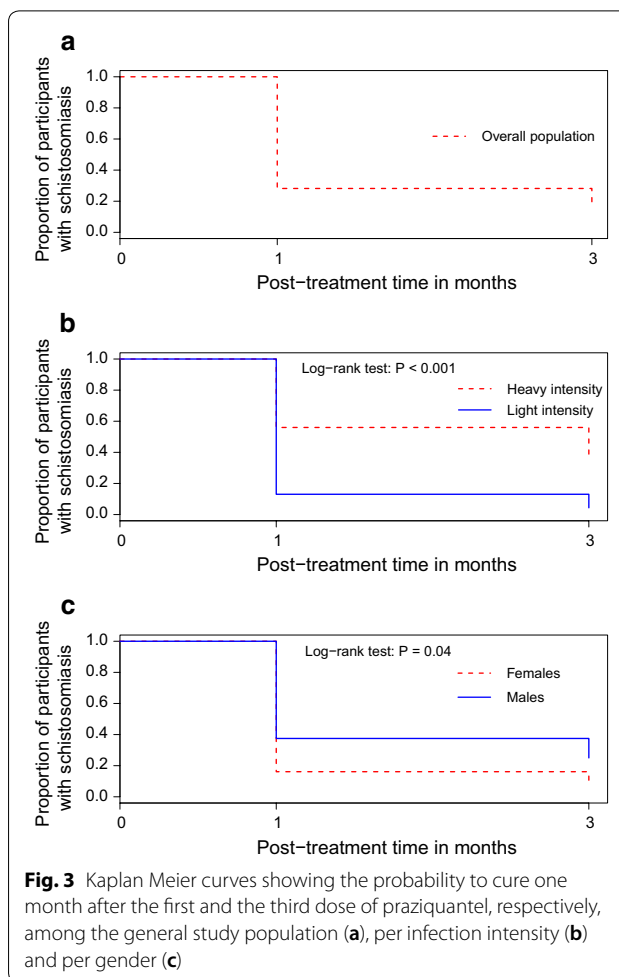 a
Proportion of participants
with schistosomiasis
1.0
0.8
0.6
0.4
0.2
0.0
Overall population
0 1 3
Post-treatment time in months
b
Proportion of participants
with schistosomiasis
1.0
0.8
0.6
0.4
0.2
0.0
Log-rank test: P < 0.001
Heavy intensity
Light intensity
0 1 3
Post-treatment time in months
c
Proportion of participants
with schistosomiasis
1.0
0.8
0.6
0.4
0.2
0.0
Log-rank test: P = 0.04
Females
Males
0 1 3
Post-treatment time in months
Fig. 3 Kaplan Meier curves showing the probability to cure one
month after the first and the third dose of praziquantel, respectively,
among the general study population (a), per infection intensity (b)
and per gender (c)